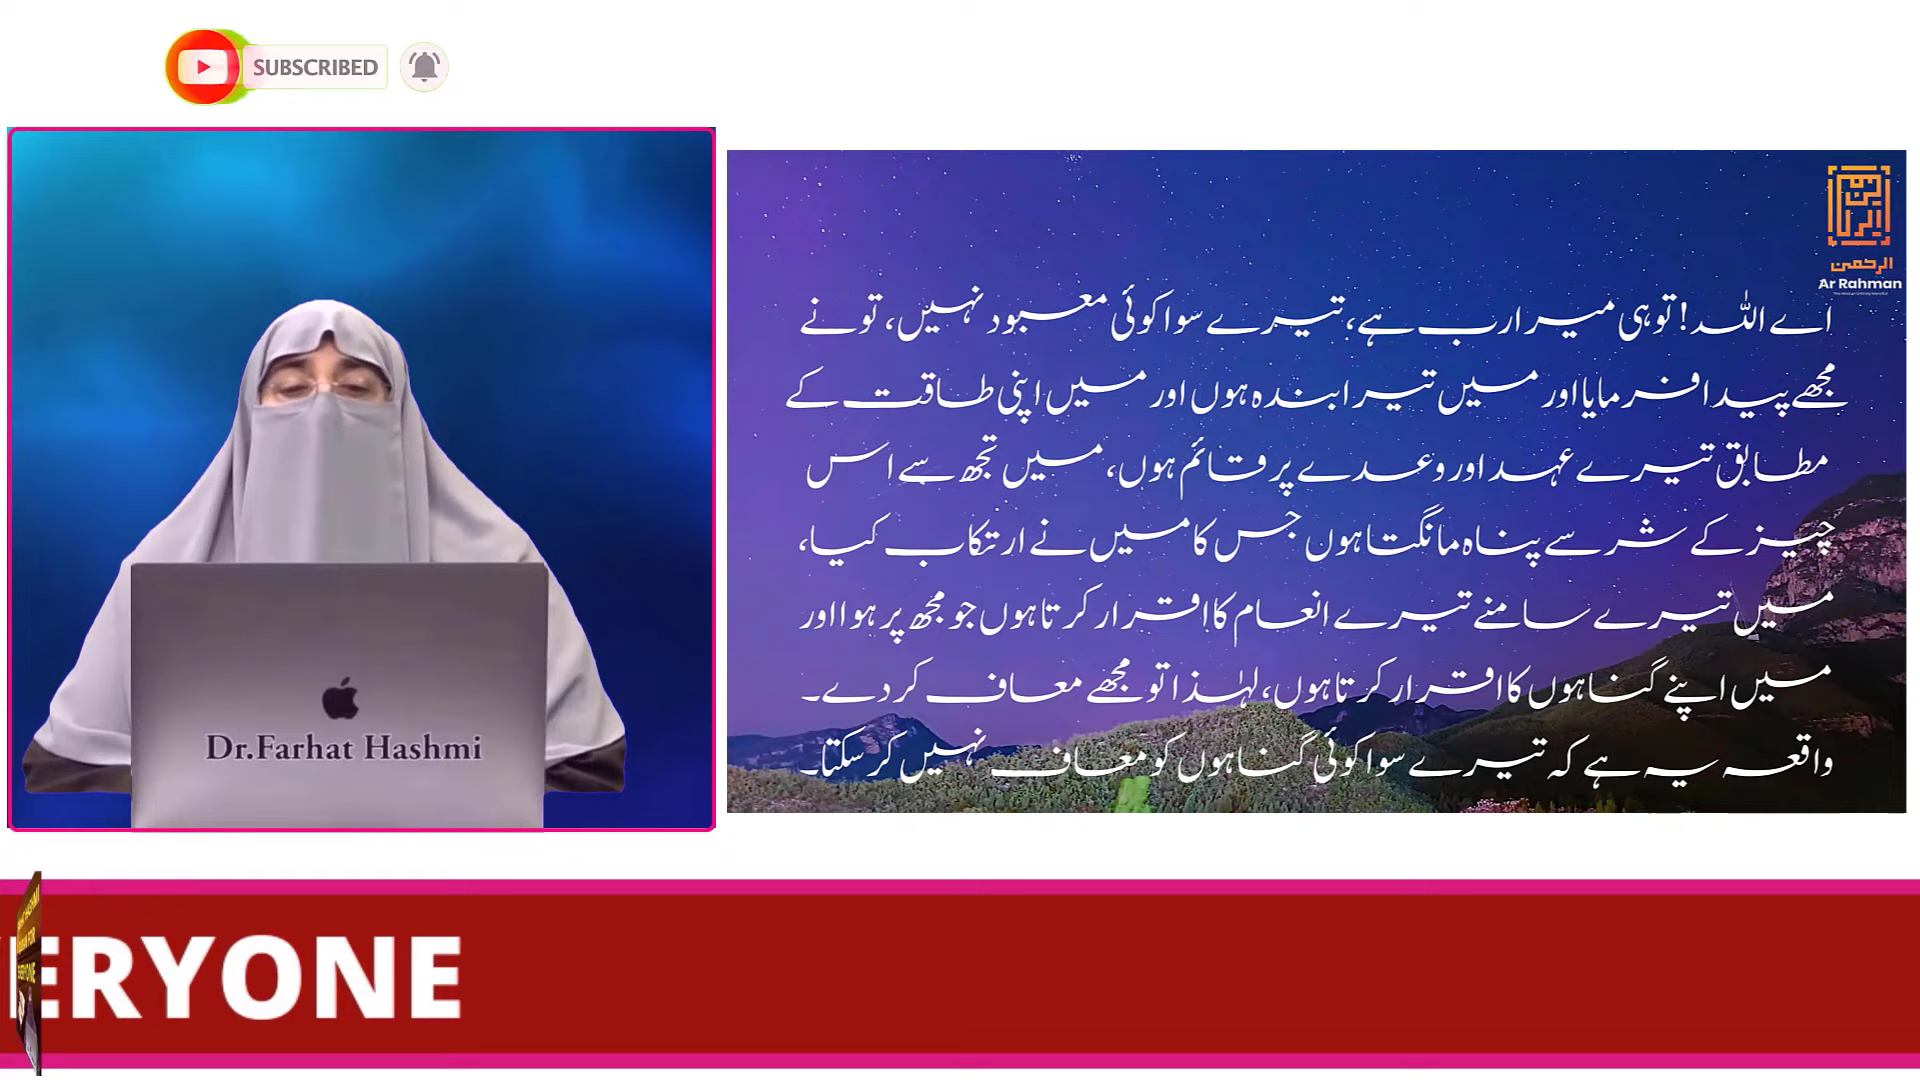 SUBSCRIBED
الرحمن
Ar Rahman
اے اللہ! تو ہی میرا رب ہے، تیرے سوا کوئی معبود نہیں، تو نے
مجھے پیدا فرمایا اور میں تیرا بندہ ہوں اور میں اپنی طاقت کے
مطابق تیرے عہد اور وعدے پر قائم ہوں، میں تجھ سے اس
چیز کے شر سے پناہ مانگتا ہوں جس کا میں نے ارتکاب کیا،
میں تیرے سامنے تیرے انعام کا اقرار کرتا ہوں جو مجھ پر ہوا اور
میں اپنے گناہوں کا اقرار کرتا ہوں، لہٰذا تو مجھے معاف کر دے۔
واقعہ یہ ہے کہ تیرے سوا کوئی گناہوں کو معاف نہیں کر سکتا۔
Dr.Farhat Hashmi
ERYONE